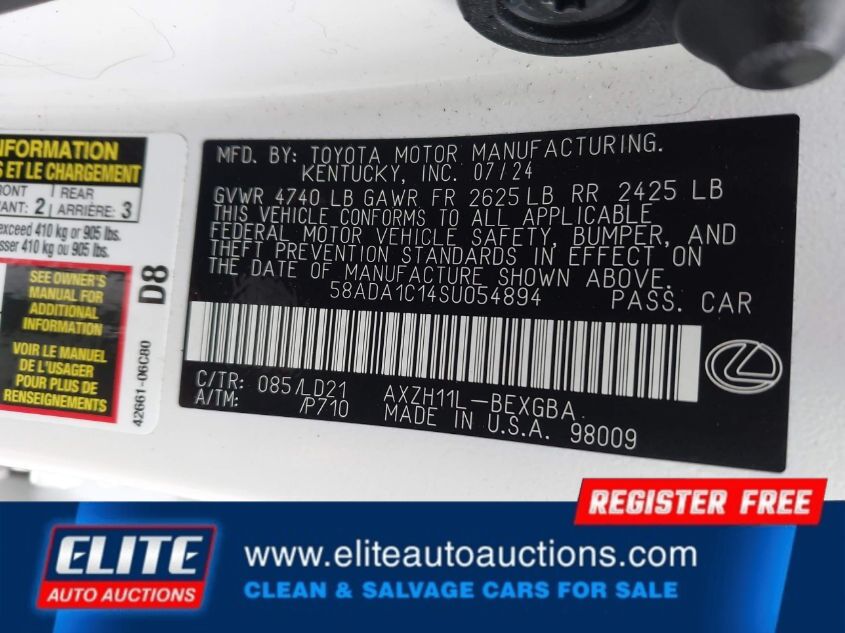 INFORMATION
ET LE CHARGEMENT
RONT REAR
ANT: 2 ARRIÈRE: 3
exceed 410 kg or 905 lbs.
sser 410 kg ou 905 lbs.
SEE OWNER'S
MANUAL FOR
ADDITIONAL
INFORMATION
VOIR LE MANUEL
DE L'USAGER
POUR PLUS DE
RENSEIGNEMENTS
D8
42661-06C80
MFD. BY: TOYOTA MOTOR MANUFACTURING.
KENTUCKY, INC. 07/24
GVWR 4740 LB GAWR FR 2625 LB RR 2425 LB
THIS VEHICLE CONFORMS TO ALL APPLICABLE
FEDERAL MOTOR VEHICLE SAFETY, BUMPER, AND
THEFT PREVENTION STANDARDS IN EFFECT ON
THE DATE OF MANUFACTURE SHOWN ABOVE.
58ADA1C14SU054894 PASS. CAR
C/TR: 085/LD21 AXZH11L-BEXGBA
A/TM: /P710 MADE IN U.S.A. 98009
REGISTER FREE
ELITE
AUTO AUCTIONS
www.eliteautoauctions.com
CLEAN & SALVAGE CARS FOR SALE